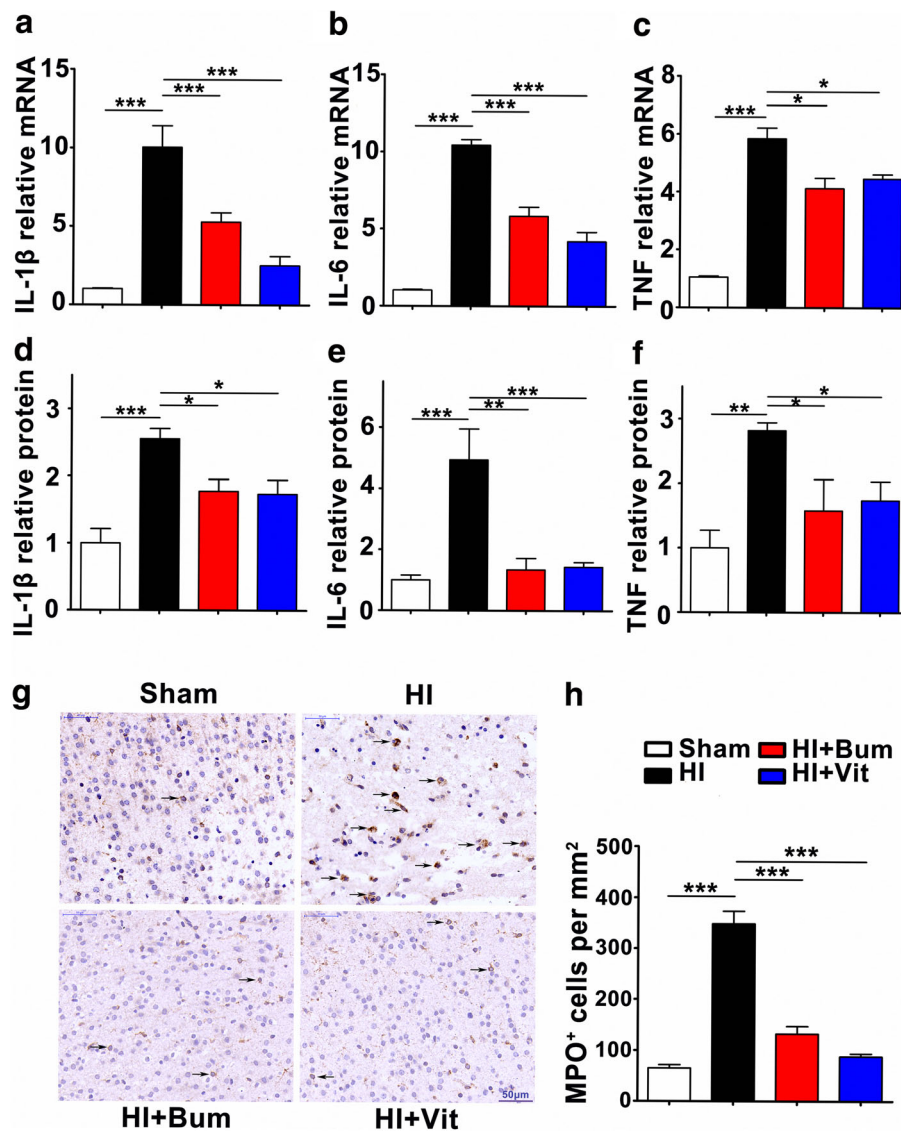 a
b
c
IL-1β relative mRNA
15
10
5
0
***
***
***
IL-6 relative mRNA
15
10
5
0
***
***
***
TNF relative mRNA
8
6
4
2
0
***
*
*
d
e
f
IL-1β relative protein
3
2
1
0
***
*
*
IL-6 relative protein
6
4
2
0
***
**
***
TNF relative protein
3
2
1
0
**
*
*
g
Sham
HI
HI+Bum
HI+Vit
50μm
h
Sham
HI+Bum
HI
HI+Vit
MPO⁺ cells per mm²
500
400
300
200
100
0
***
***
***